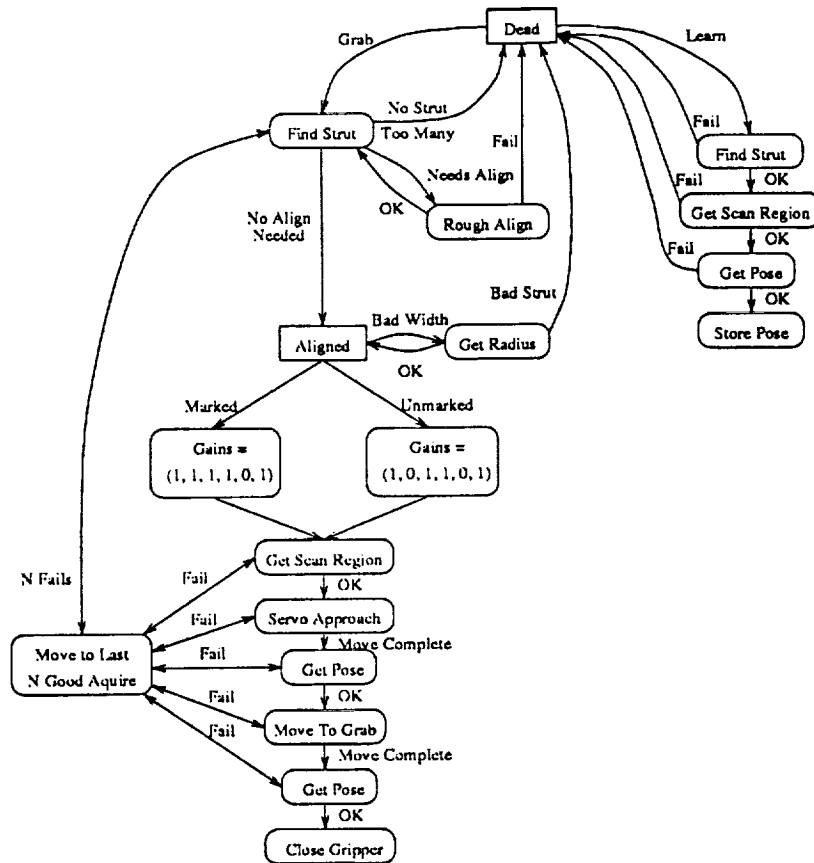 Dead
Grab
Learn
No Strut
Too Many
Find Strut
Fail
Fail
Find Strut
OK
Needs Align
OK
Rough Align
Fail
Get Scan Region
OK
No Align
Needed
Fail
Get Pose
OK
Bad Strut
Store Pose
Bad Width
Aligned
Get Radius
OK
Marked
Unmarked
Gains =
(1, 1, 1, 1, 0, 1)
Gains =
(1, 0, 1, 1, 0, 1)
Get Scan Region
N Fails
Fail
OK
Fail
Servo Approach
Move Complete
Move to Last
N Good Aquire
Fail
Get Pose
OK
Fail
Move To Grab
Fail
Move Complete
Get Pose
OK
Close Gripper